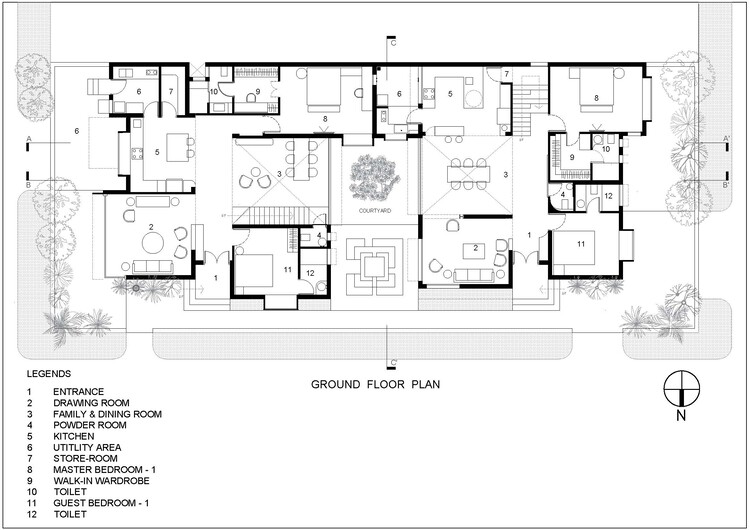 C
6
7
10
9
8
6
5
7
8
A
6
5
3
3
9
10
A'
B
B'
COURTYARD
4
12
2
4
2
1
11
12
1
11
C'
GROUND FLOOR PLAN
N
LEGENDS
1 ENTRANCE
2 DRAWING ROOM
3 FAMILY & DINING ROOM
4 POWDER ROOM
5 KITCHEN
6 UTITLITY AREA
7 STORE-ROOM
8 MASTER BEDROOM - 1
9 WALK-IN WARDROBE
10 TOILET
11 GUEST BEDROOM - 1
12 TOILET